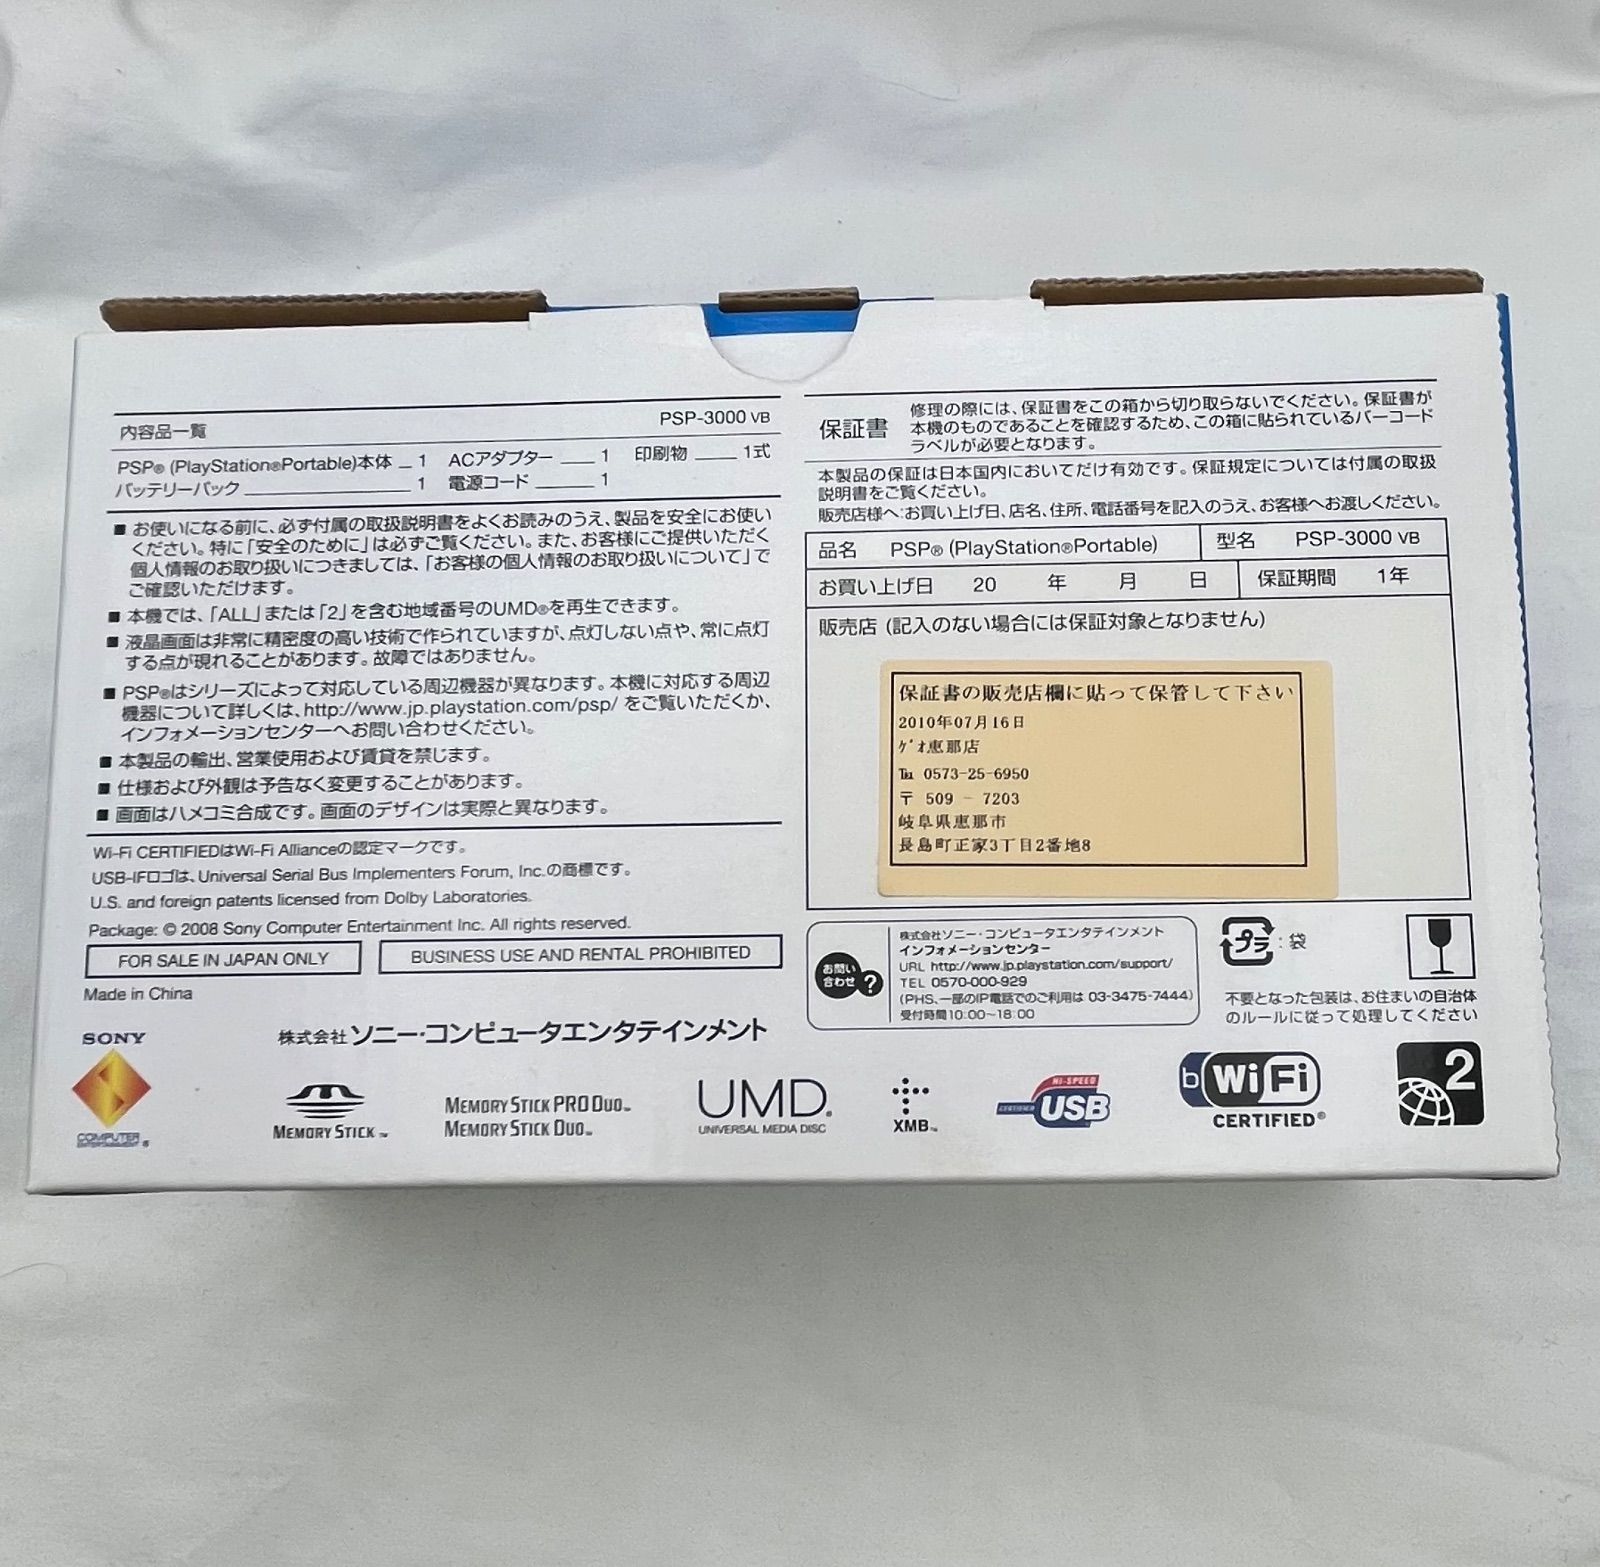 内容品一覧 PSP-3000 VB
PSP® (PlayStation®Portable)本体 1 ACアダプター 1 印刷物 1式
バッテリーパック 1 電源コード 1
■ お使いになる前に、必ず付属の取扱説明書をよくお読みのうえ、製品を安全にお使い
ください。特に「安全のために」は必ずご覧ください。また、お客様にご提供いただく
個人情報のお取り扱いにつきましては、「お客様の個人情報のお取り扱いについて」で
ご確認いただけます。
■ 本機では、「ALL」または「2」を含む地域番号のUMD®を再生できます。
■ 液晶画面は非常に精密度の高い技術で作られていますが、点灯しない点や、常に点灯
する点が現れることがあります。故障ではありません。
■ PSP®はシリーズによって対応している周辺機器が異なります。本機に対応する周辺
機器について詳しくは、http://www.jp.playstation.com/psp/ をご覧いただくか、
インフォメーションセンターへお問い合わせください。
■ 本製品の輸出、営業使用および賃貸を禁じます。
■ 仕様および外観は予告なく変更することがあります。
■ 画面はハメコミ合成です。画面のデザインは実際と異なります。
Wi-Fi CERTIFIEDはWi-Fi Allianceの認定マークです。
USB-IFロゴは、Universal Serial Bus Implementers Forum, Inc.の商標です。
U.S. and foreign patents licensed from Dolby Laboratories.
Package: © 2008 Sony Computer Entertainment Inc. All rights reserved.
FOR SALE IN JAPAN ONLY
BUSINESS USE AND RENTAL PROHIBITED
Made in China
保証書
修理の際には、保証書をこの箱から切り取らないでください。保証書が
本機のものであることを確認するため、この箱に貼られているバーコード
ラベルが必要となります。
本製品の保証は日本国内においてだけ有効です。保証規定については付属の取扱
説明書をご覧ください。
販売店様へ:お買い上げ日、店名、住所、電話番号を記入のうえ、お客様へお渡しください。
品名 PSP® (PlayStation®Portable) 型名 PSP-3000 VB
お買い上げ日 20 年 月 日 保証期間 1年
販売店 (記入のない場合には保証対象となりません)
保証書の販売店欄に貼って保管して下さい
2010年07月16日
ゲオ恵那店
℡ 0573-25-6950
〒 509 - 7203
岐阜県恵那市
長島町正家3丁目2番地8
お問い
合わせ
?
株式会社ソニー・コンピュータエンタテインメント
インフォメーションセンター
URL http://www.jp.playstation.com/support/
TEL 0570-000-929
(PHS、一部のIP電話でのご利用は 03-3475-7444)
受付時間10:00〜18:00
プラ : 袋
不要となった包装は、お住まいの自治体
のルールに従って処理してください
SONY
COMPUTER
ENTERTAINMENT ®
株式会社ソニー・コンピュータエンタテインメント
MEMORY STICK ™
MEMORY STICK PRO DUO™
MEMORY STICK DUO™
UMD®
UNIVERSAL MEDIA DISC
XMB™
HI-SPEED
CERTIFIED USB
b Wi Fi
CERTIFIED®
2